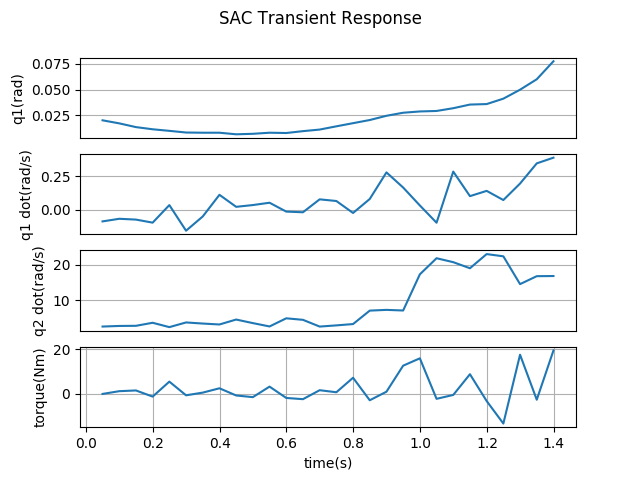 SAC Transient Response
q1(rad)
0.075
0.050
0.025
q1 dot(rad/s)
0.25
0.00
q2 dot(rad/s)
20
10
torque(Nm)
20
0
0.0 0.2 0.4 0.6 0.8 1.0 1.2 1.4
time(s)